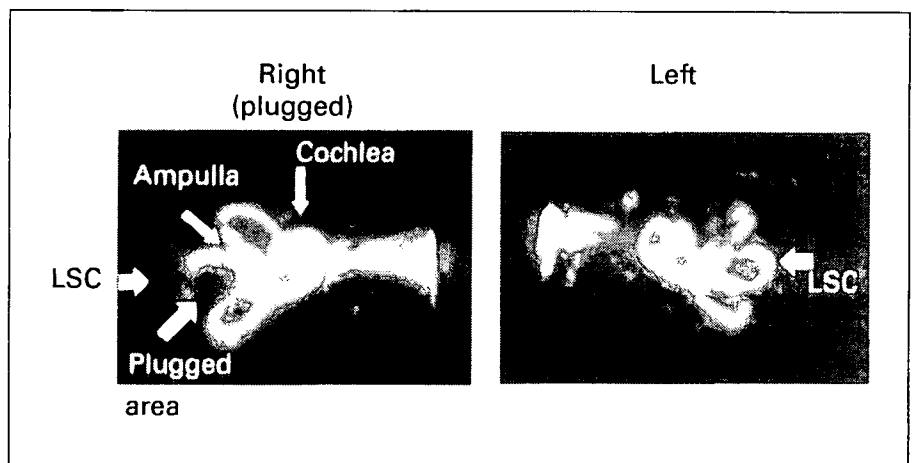 Right
(plugged)
Left
Cochlea
Ampulla
LSC
LSC
Plugged
area